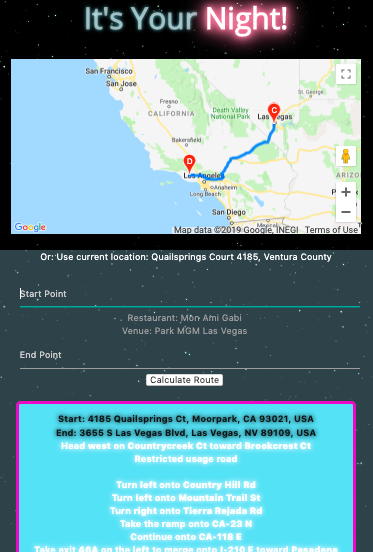 It's Your Night!
San Francisco
San Jose
Fresno
CALIFORNIA
Death Valley
National Park
St. George
Las Vegas
C
Bakersfield
D
Los Angeles
Anaheim
Long Beach
ARIZO
San Diego
Mexicali
P
Google
Map data ©2019 Google, INEGI Terms of Use
Or: Use current location: Quailsprings Court 4185, Ventura County
Start Point
Restaurant: Mon Ami Gabi
Venue: Park MGM Las Vegas
End Point
Calculate Route
Start: 4185 Quailsprings Ct, Moorpark, CA 93021, USA
End: 3655 S Las Vegas Blvd, Las Vegas, NV 89109, USA
Head west on Countrycreek Ct toward Brookcrest Ct
Restricted usage road
Turn left onto Country Hill Rd
Turn left onto Mountain Trail St
Turn right onto Tierra Rejada Rd
Take the ramp onto CA-23 N
Continue onto CA-118 E
Take exit 46A on the left to merge onto I-210 E toward Pasadena